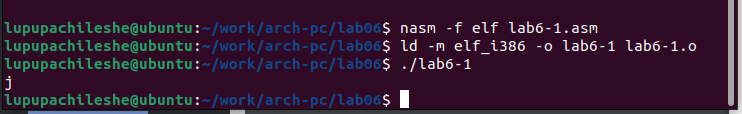 lupupachileshe@ubuntu:~/work/arch-pc/lab06$ nasm -f elf lab6-1.asm
lupupachileshe@ubuntu:~/work/arch-pc/lab06$ ld -m elf_i386 -o lab6-1 lab6-1.o
lupupachileshe@ubuntu:~/work/arch-pc/lab06$ ./lab6-1
j
lupupachileshe@ubuntu:~/work/arch-pc/lab06$